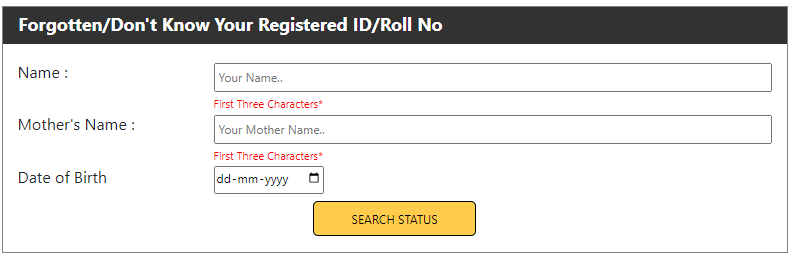 Forgotten/Don't Know Your Registered ID/Roll No
Name :
Your Name..
First Three Characters*
Mother's Name :
Your Mother Name..
First Three Characters*
Date of Birth
dd-mm-yyyy
SEARCH STATUS